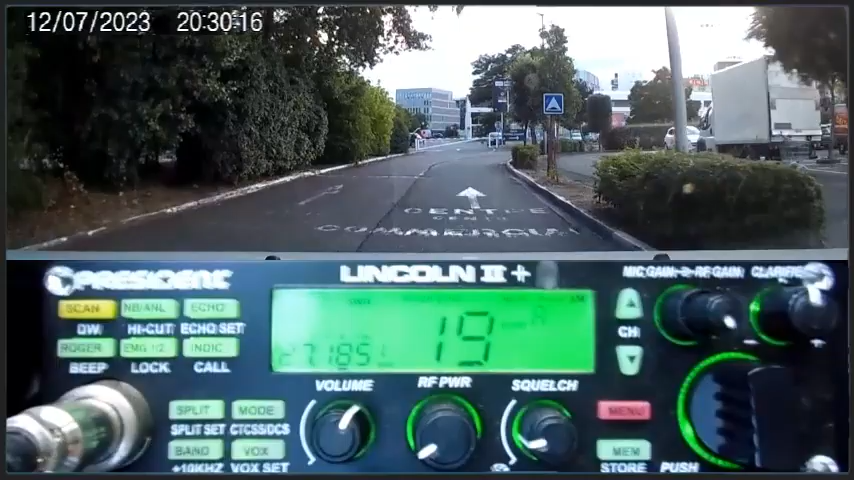 12/07/2023 20:30:16
CENTRE
COMMERCIAL
PRESIDENT
LINCOLN II +
MIC GAIN RF GAIN CLARIFIER
SCAN NB/ANL ECHO
DW HI-CUT ECHO SET
ROGER EMG 1/2 INDIC
BEEP LOCK CALL
27185
19
CH
VOLUME RF PWR SQUELCH
SPLIT MODE
SPLIT SET CTCSS/DCS
BAND VOX
+10KHZ VOX SET
MENU
MEM
STORE PUSH